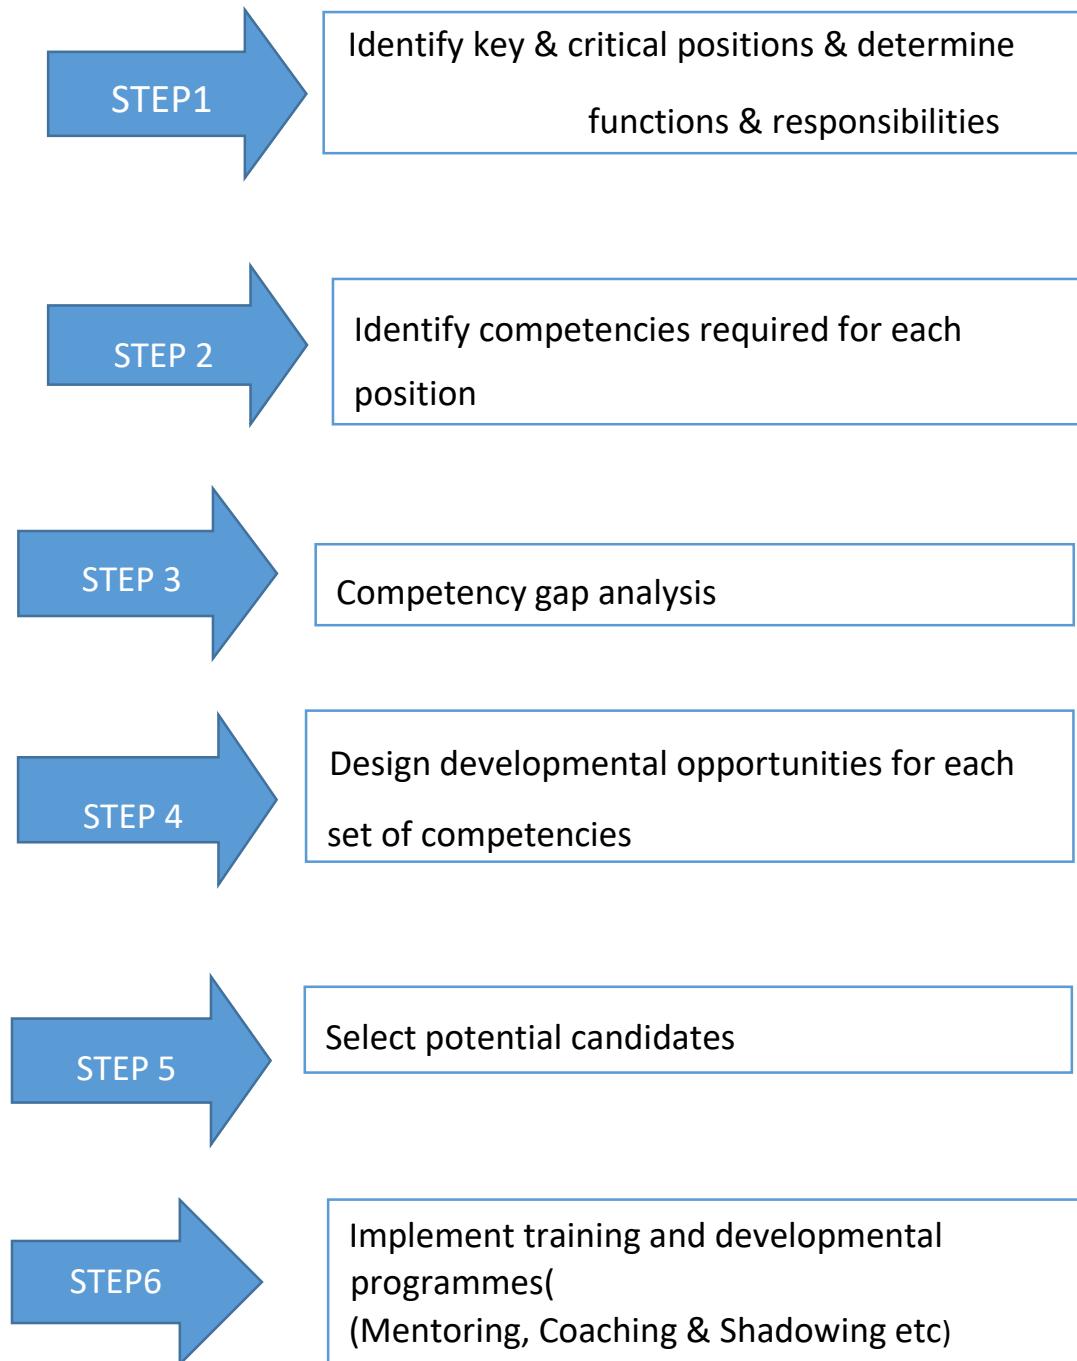 STEP1
Identify key & critical positions & determine
functions & responsibilities
STEP 2
Identify competencies required for each
position
STEP 3
Competency gap analysis
STEP 4
Design developmental opportunities for each
set of competencies
STEP 5
Select potential candidates
STEP6
Implement training and developmental
programmes(
(Mentoring, Coaching & Shadowing etc)